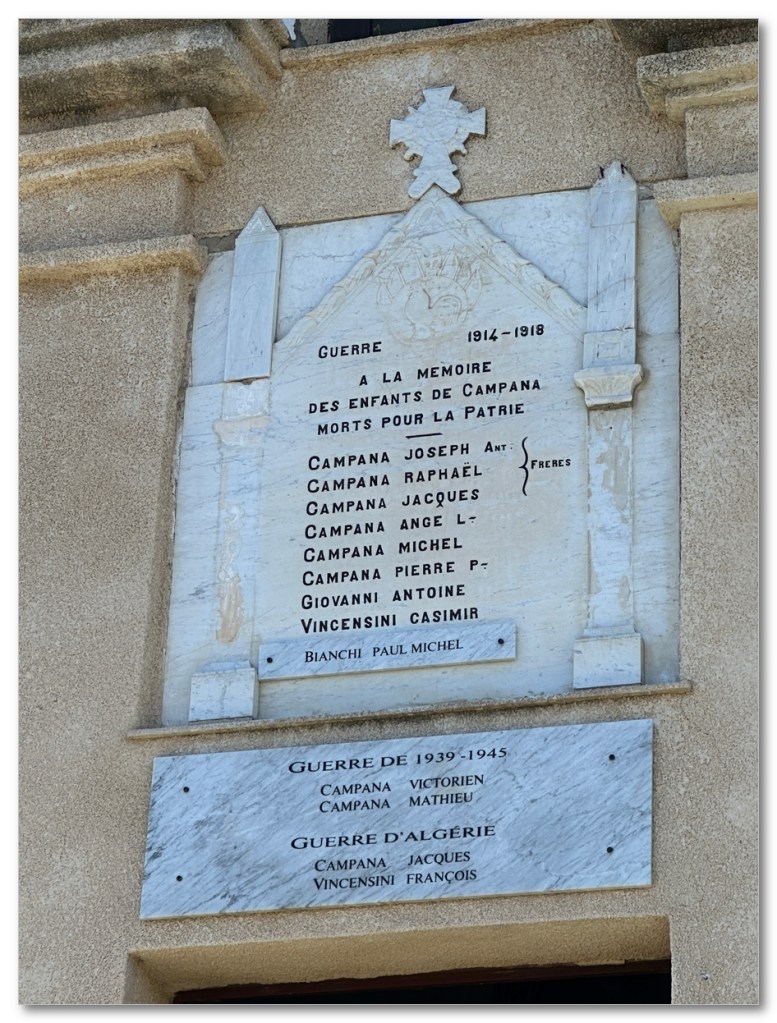 GUERRE 1914-1918
A LA MEMOIRE
DES ENFANTS DE CAMPANA
MORTS POUR LA PATRIE
CAMPANA JOSEPH ANT.
CAMPANA RAPHAËL
FRERES
CAMPANA JACQUES
CAMPANA ANGE L.
CAMPANA MICHEL
CAMPANA PIERRE P.
GIOVANNI ANTOINE
VINCENSINI CASIMIR
BIANCHI PAUL MICHEL
GUERRE DE 1939-1945
CAMPANA VICTORIEN
CAMPANA MATHIEU
GUERRE D'ALGÉRIE
CAMPANA JACQUES
VINCENSINI FRANÇOIS